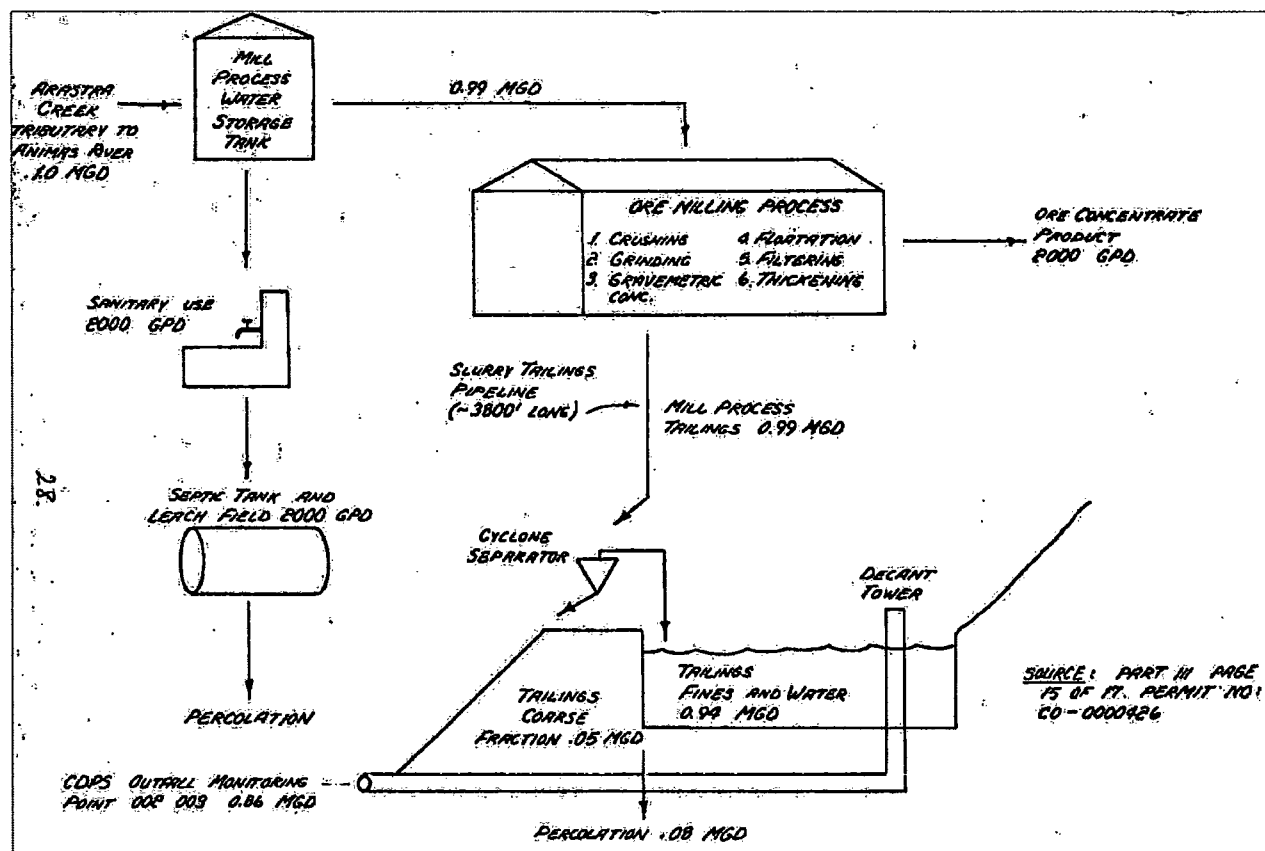 MILL
PROCESS
WATER
STORAGE
TANK
ARASTRA
CREEK
TRIBUTARY TO
ANIMAS RIVER
1.0 MGD
0.99 MGD
ORE MILLING PROCESS
1. CRUSHING
2. GRINDING
3. GRAVEMETRIC
CONC.
4. FLOATATION
5. FILTERING
6. THICKENING
ORE CONCENTRATE
PRODUCT
2000 GPD
SANITARY USE
2000 GPD
SLURRY TAILINGS
PIPELINE
(~3800' LONG)
MILL PROCESS
TAILINGS 0.99 MGD
28.
SEPTIC TANK AND
LEACH FIELD 2000 GPD
CYCLONE
SEPARATOR
DECANT
TOWER
TAILINGS
FINES AND WATER
0.94 MGD
TAILINGS
COARSE
FRACTION .05 MGD
SOURCE: PART III PAGE
15 OF 17. PERMIT NO:
CO-0000426
PERCOLATION
CDPS OUTFALL MONITORING
POINT 002 003 0.86 MGD
PERCOLATION .08 MGD